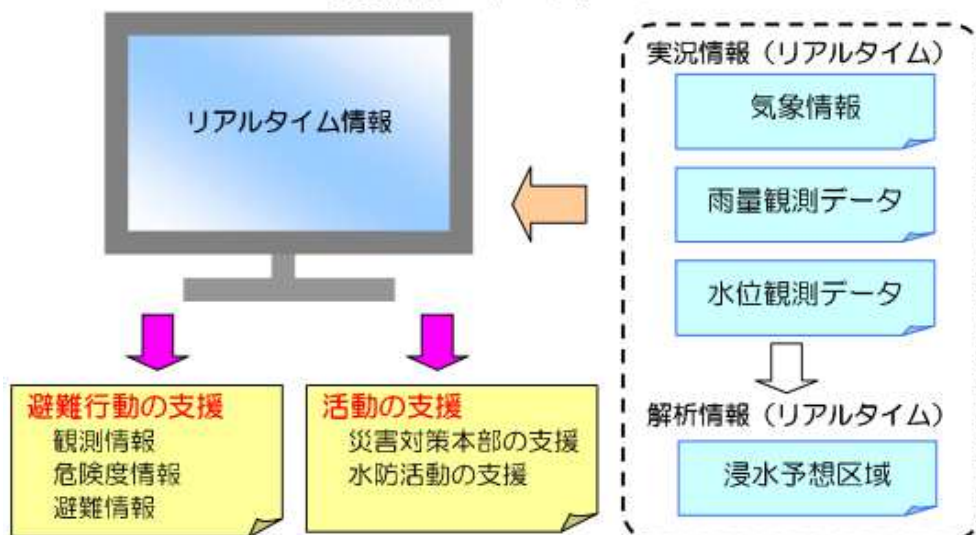 リアルタイム情報
実況情報（リアルタイム）
気象情報
雨量観測データ
水位観測データ
解析情報（リアルタイム）
浸水予想区域
避難行動の支援
観測情報
危険度情報
避難情報
活動の支援
災害対策本部の支援
水防活動の支援